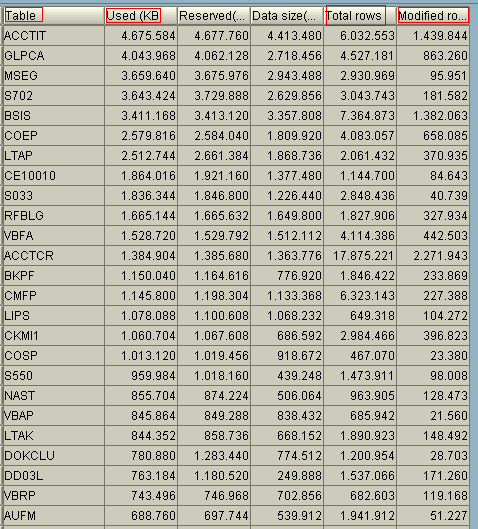 Table Used (KB Reserved(... Data size(... Total rows Modified ro...
ACCTIT 4.675.584 4.677.760 4.413.480 6.032.553 1.439.844
GLPCA 4.043.968 4.062.128 2.718.456 4.527.181 863.260
MSEG 3.659.640 3.675.976 2.943.488 2.930.969 95.951
S702 3.643.424 3.729.888 2.629.856 3.043.743 181.582
BSIS 3.411.168 3.413.120 3.357.808 7.364.873 1.382.063
COEP 2.579.816 2.584.040 1.809.920 4.083.057 658.085
LTAP 2.512.744 2.661.384 1.868.736 2.061.432 370.935
CE10010 1.864.016 1.921.160 1.377.480 1.144.700 84.643
S033 1.836.344 1.846.800 1.226.440 2.848.436 40.739
RFBLG 1.665.144 1.665.632 1.649.800 1.827.906 327.934
VBFA 1.528.720 1.529.792 1.512.112 4.114.386 442.503
ACCTCR 1.384.904 1.385.680 1.363.776 17.875.221 2.271.943
BKPF 1.150.040 1.164.616 776.920 1.846.422 233.869
CMFP 1.145.800 1.198.304 1.133.368 6.323.143 227.388
LIPS 1.078.088 1.100.608 1.068.232 649.318 104.272
CKMI1 1.060.704 1.067.608 686.592 2.984.466 396.823
COSP 1.013.120 1.019.456 918.672 467.070 23.380
S550 959.984 1.018.160 439.248 1.473.911 98.008
NAST 855.704 874.224 506.064 963.905 128.473
VBAP 845.864 849.288 838.432 685.942 21.560
LTAK 844.352 858.736 668.152 1.890.923 148.492
DOKCLU 780.880 1.283.440 774.512 1.200.954 28.703
DD03L 763.184 1.180.520 249.888 1.537.066 171.260
VBRP 743.496 746.968 702.856 682.603 119.168
AUFM 688.760 697.744 539.912 1.941.912 51.227